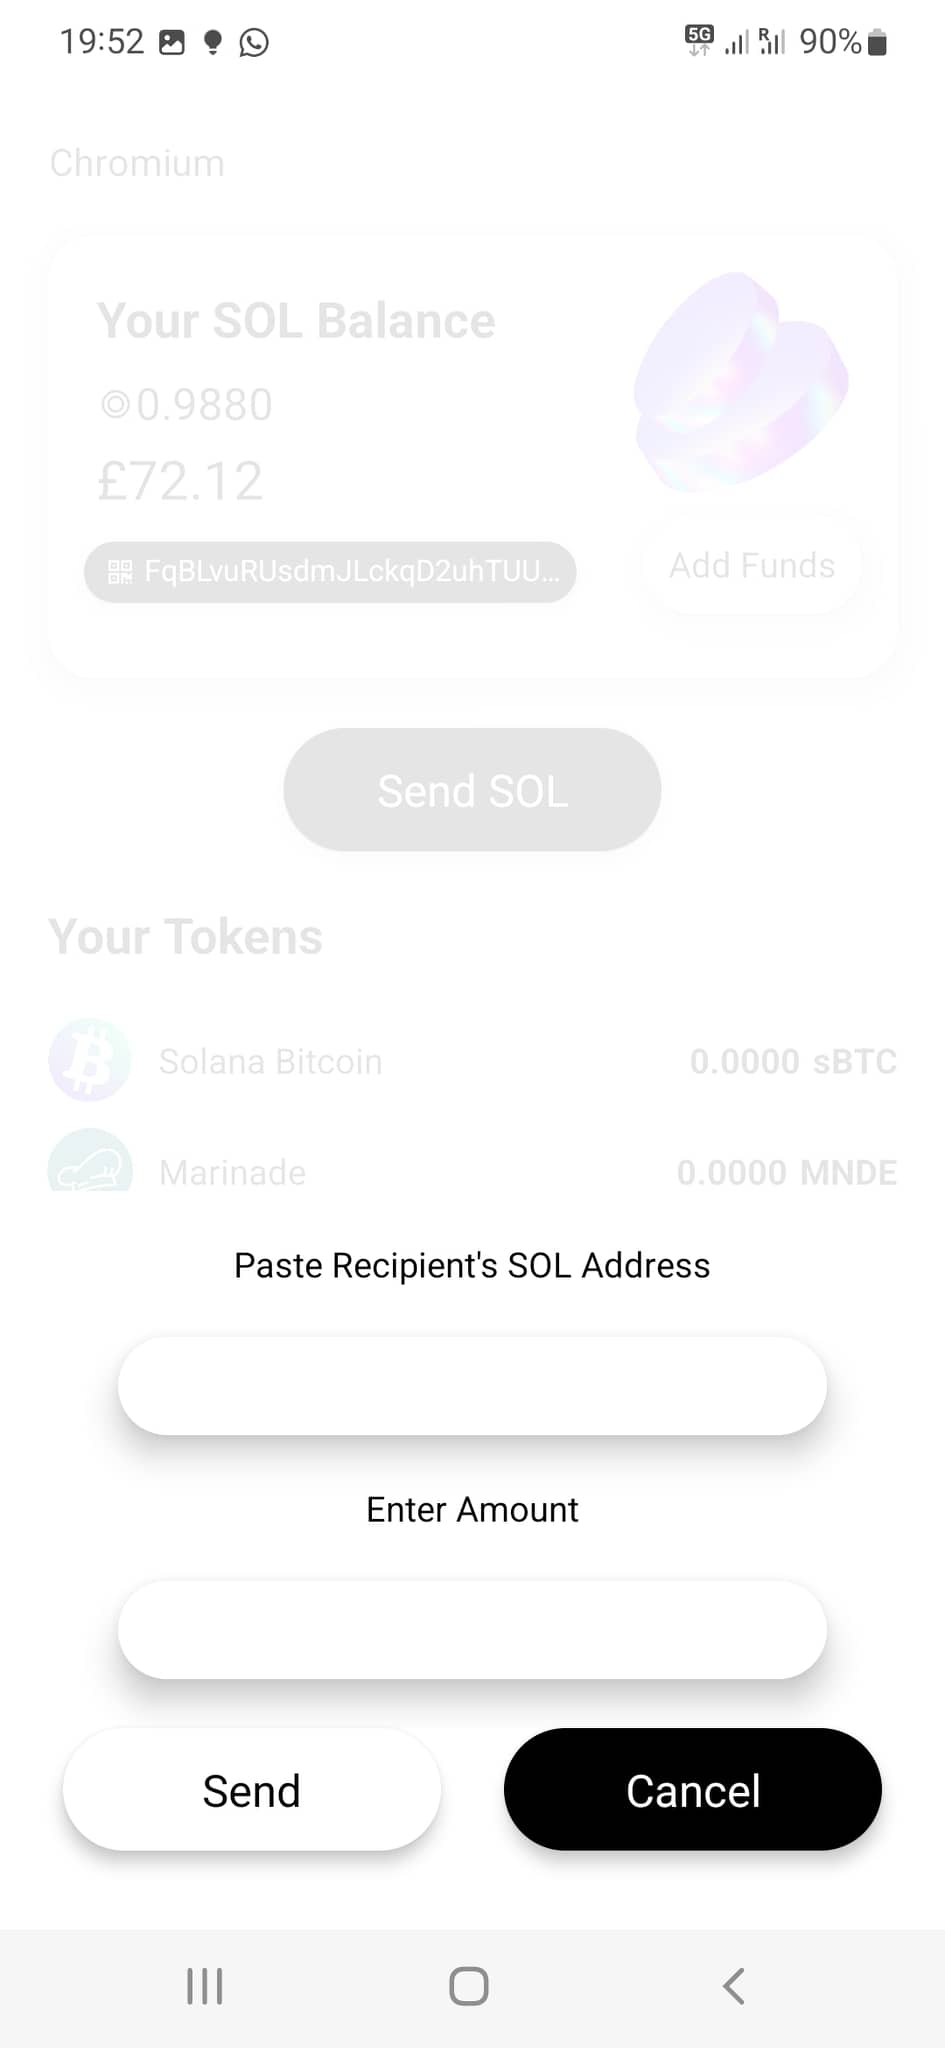 19:52
5G R 90%
Chromium
Your SOL Balance
0.9880
£72.12
FqBLvuRUsdmJLckqD2uhTUU...
Add Funds
Send SOL
Your Tokens
Solana Bitcoin 0.0000 sBTC
Marinade 0.0000 MNDE
Paste Recipient's SOL Address
Enter Amount
Send Cancel